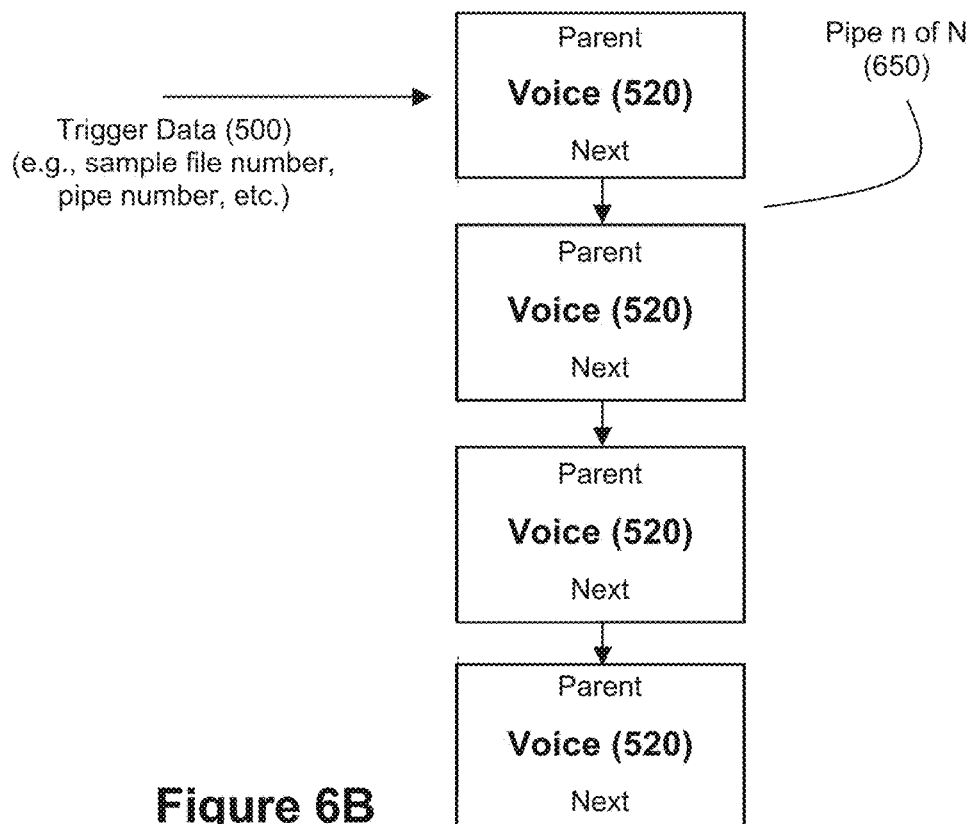 Parent
Voice (520)
Next
Pipe n of N
(650)
Trigger Data (500)
(e.g., sample file number,
pipe number, etc.)
Parent
Voice (520)
Next
Parent
Voice (520)
Next
Parent
Voice (520)
Next
Figure 6B